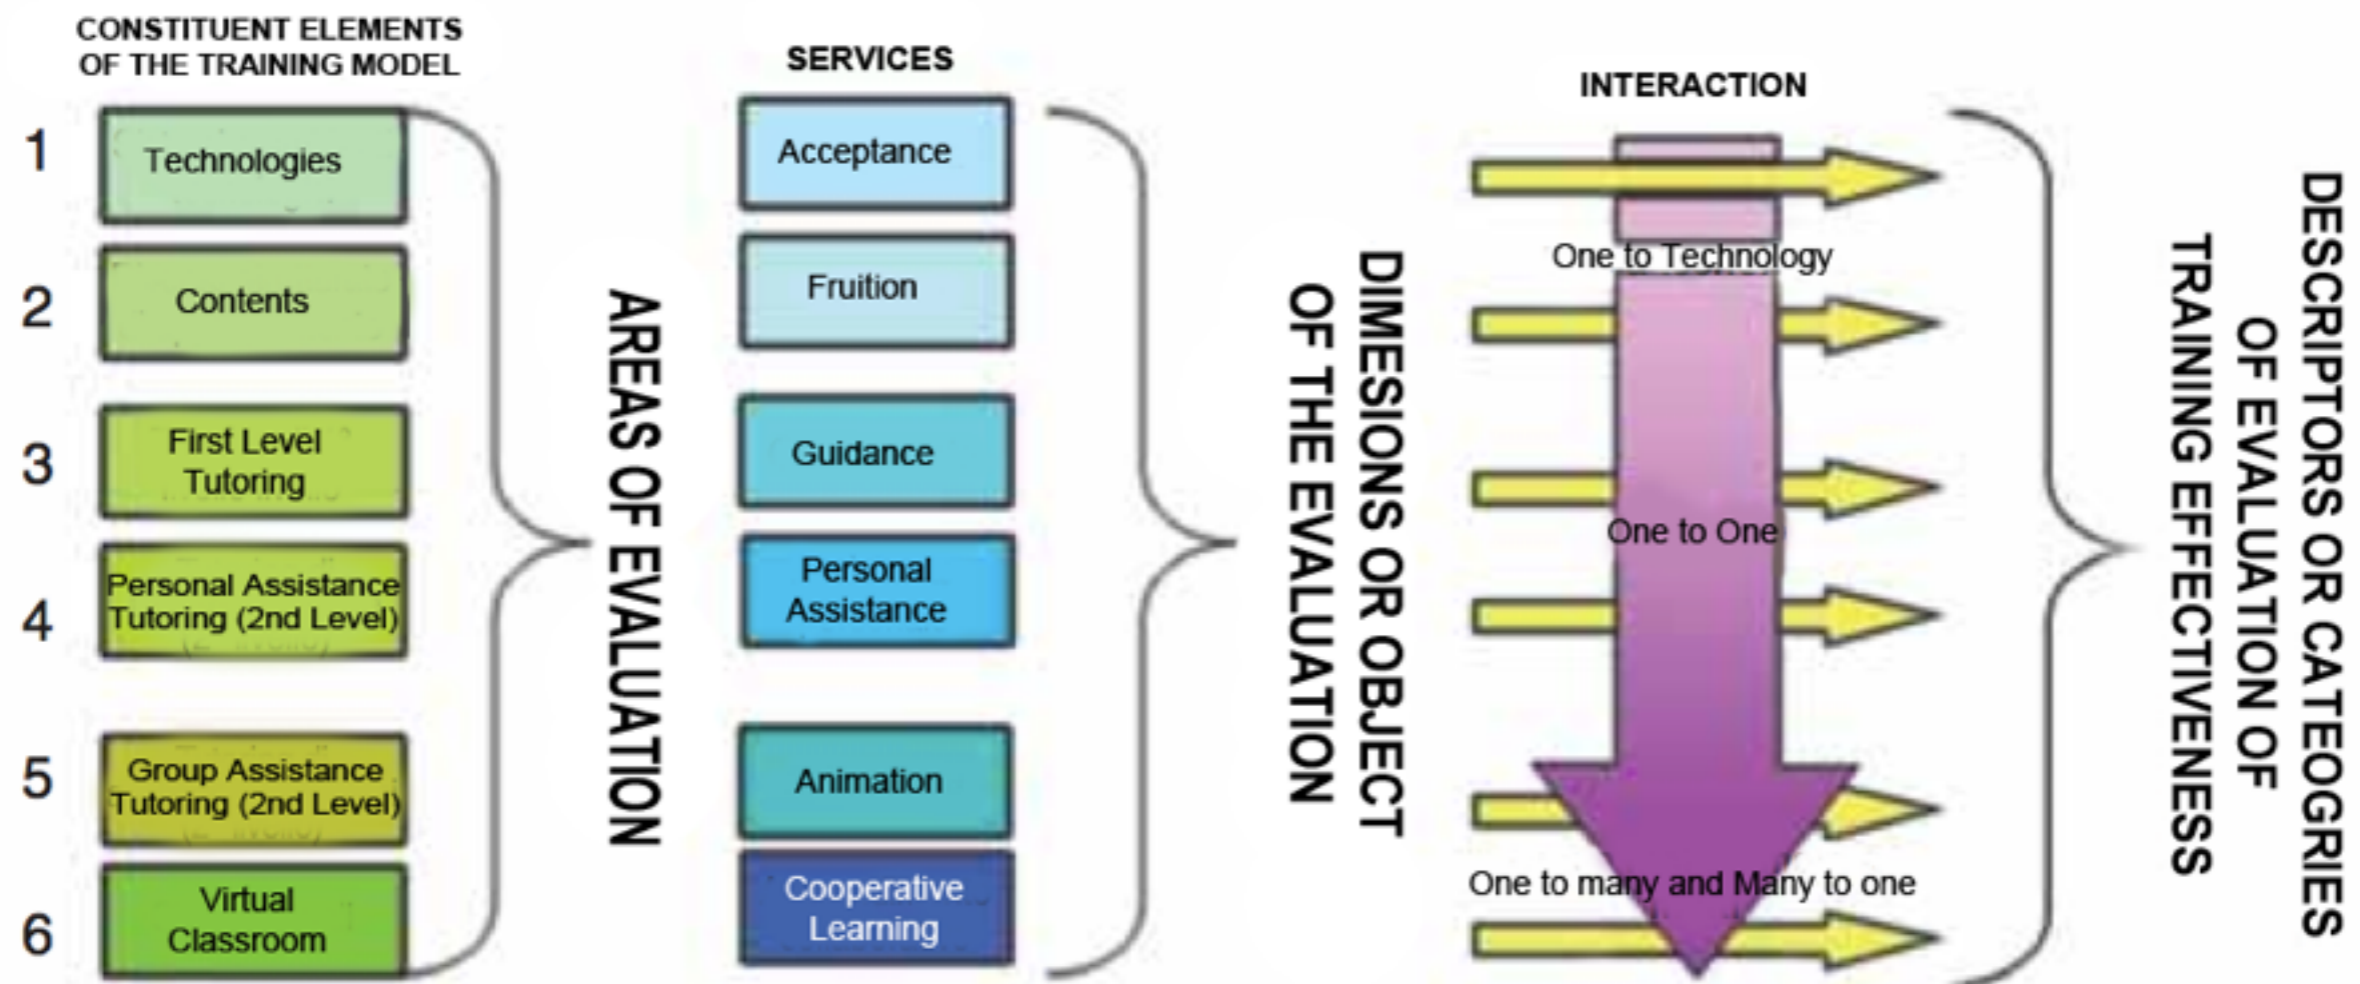 CONSTITUENT ELEMENTS
OF THE TRAINING MODEL
1
Technologies
2
Contents
3
First Level
Tutoring
4
Personal Assistance
Tutoring (2nd Level)
5
Group Assistance
Tutoring (2nd Level)
6
Virtual
Classroom
AREAS OF EVALUATION
SERVICES
Acceptance
Fruition
Guidance
Personal
Assistance
Animation
Cooperative
Learning
DIMESIONS OR OBJECT
OF THE EVALUATION
INTERACTION
One to Technology
One to One
One to many and Many to one
DESCRIPTORS OR CATEOGRIES
OF EVALUATION OF
TRAINING EFFECTIVENESS